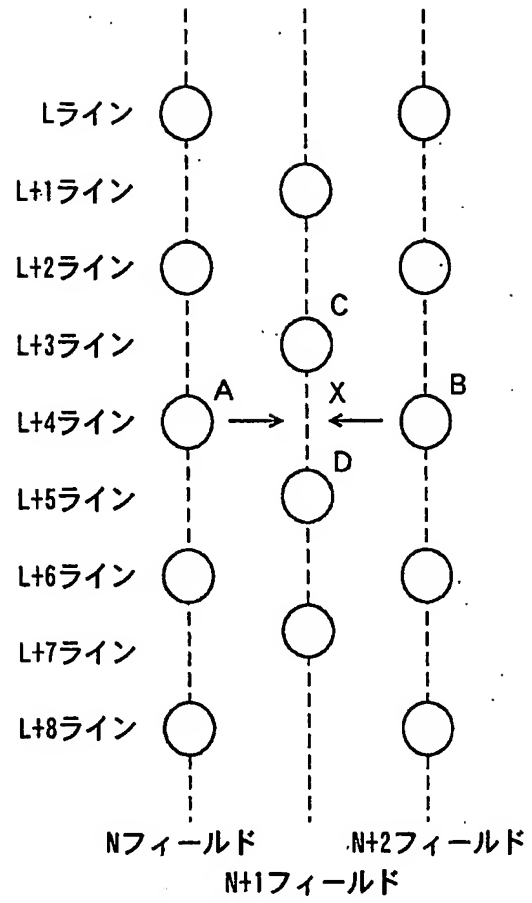 Lライン
L+1ライン
L+2ライン
C
L+3ライン
A
X
B
L+4ライン
D
L+5ライン
L+6ライン
L+7ライン
L+8ライン
Nフィールド
N+2フィールド
N+1フィールド